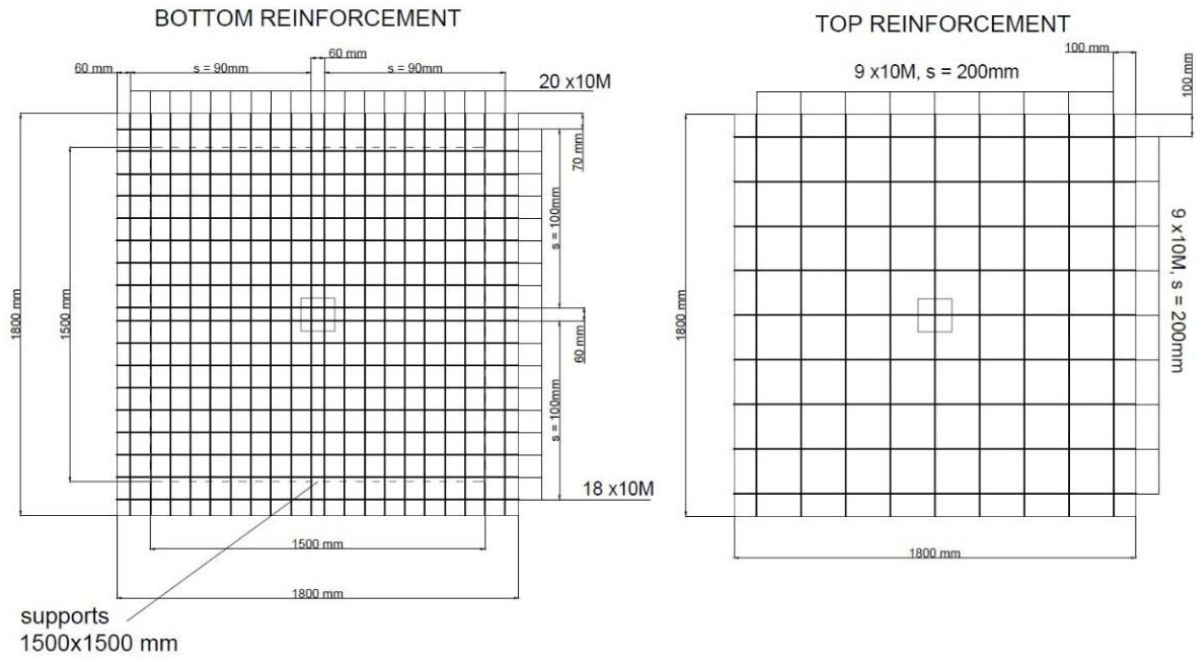 BOTTOM REINFORCEMENT
60 mm
60 mm
s = 90mm
s = 90mm
20 x10M
70 mm
s = 100mm
1800 mm
1500 mm
60 mm
s = 100mm
18 x10M
1500 mm
1800 mm
supports
1500x1500 mm
TOP REINFORCEMENT
100 mm
9 x10M, s = 200mm
100 mm
1800 mm
9 x10M, s = 200mm
1800 mm